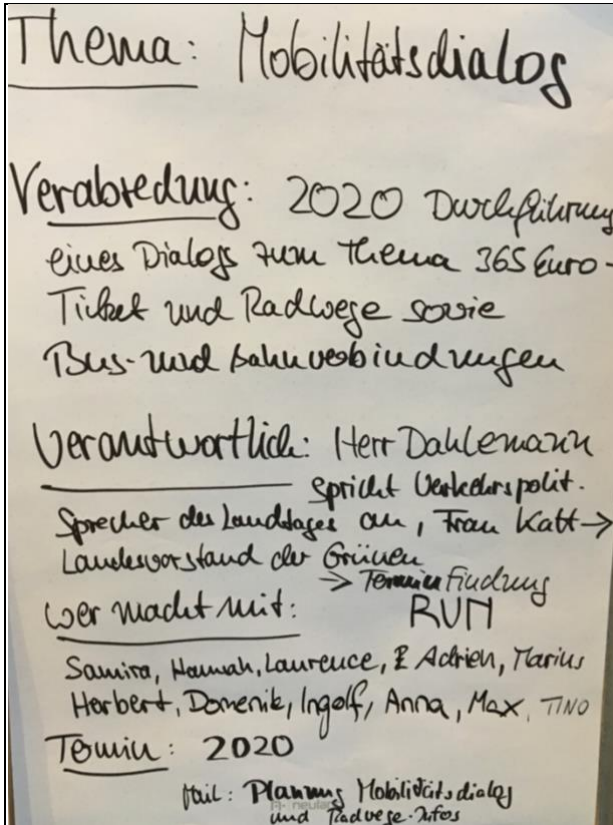 Thema: Mobilitätsdialog
Verabredung: 2020 Durchführung
eines Dialogs zum Thema 365 Euro-
Ticket und Radwege sowie
Bus- und Bahnverbindungen
Verantwortlich: Herr Dahlemann
spricht Verkehrspolit.
Sprecher des Landtages an, Frau Katt →
Landesvorstand der Grünen
→ Terminfindung
Wer macht mit: RUM
Samira, Hannah, Laurence, Adrien, Marius
Herbert, Domenik, Ingolf, Anna, Max, TINO
Termin: 2020
Mail: Planung Mobilitätsdialog
und Radwege-Infos